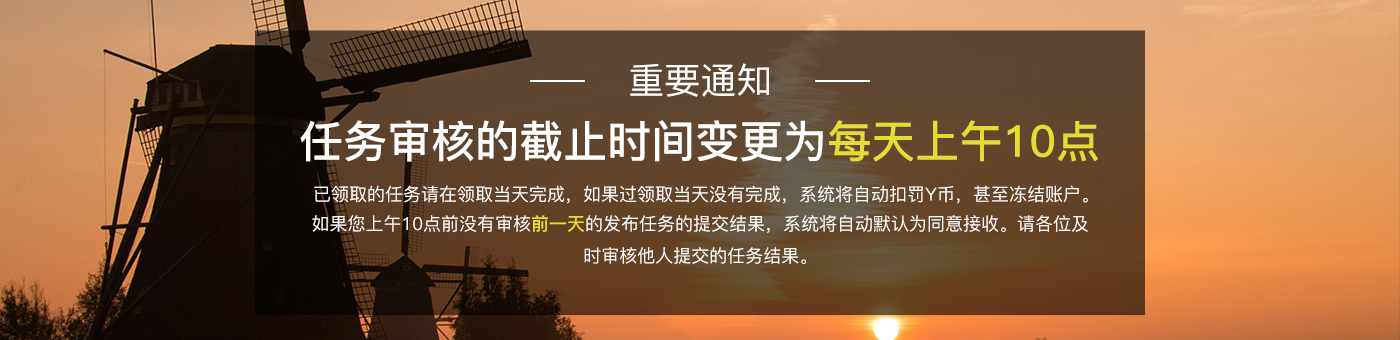 重要通知
任务审核的截止时间变更为每天上午10点
已领取的任务请在领取当天完成，如果过领取当天没有完成，系统将自动扣罚Y币，甚至冻结账户。
如果您上午10点前没有审核前一天的发布任务的提交结果，系统将自动默认为同意接收。请各位及
时审核他人提交的任务结果。